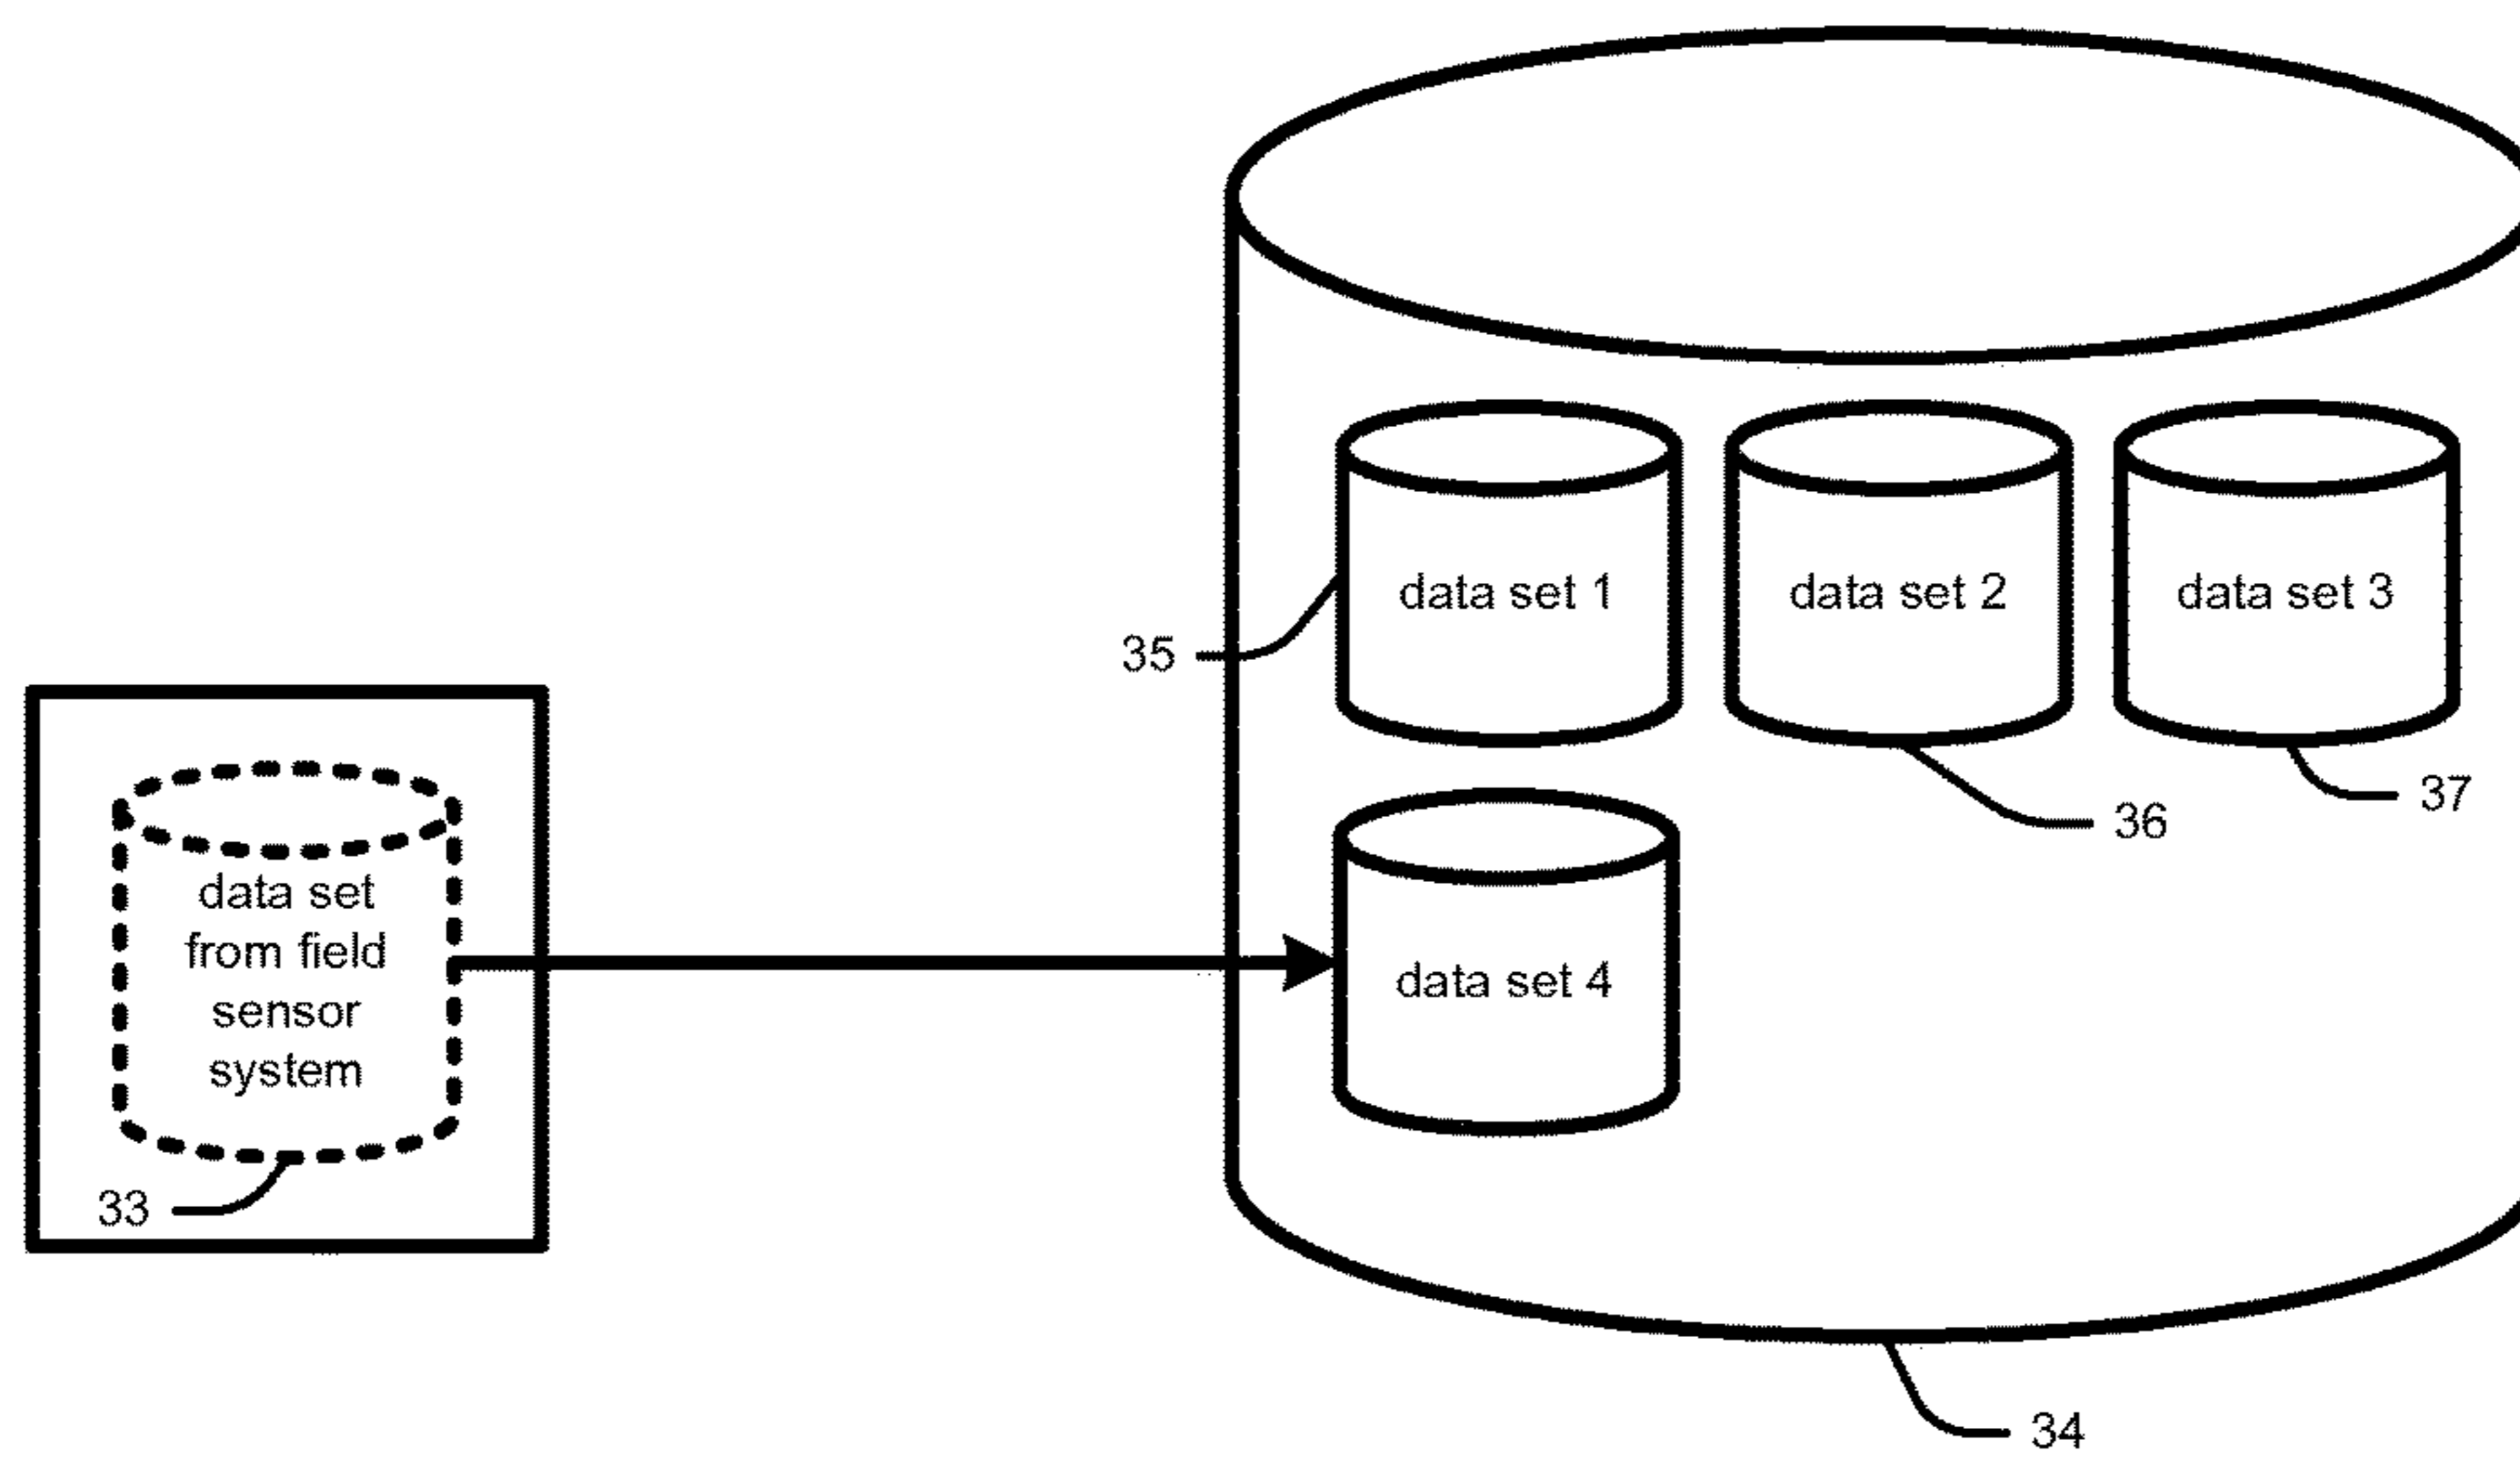 data set 1
data set 2
data set 3
35
37
36
data set
from field
sensor
system
data set 4
33
34